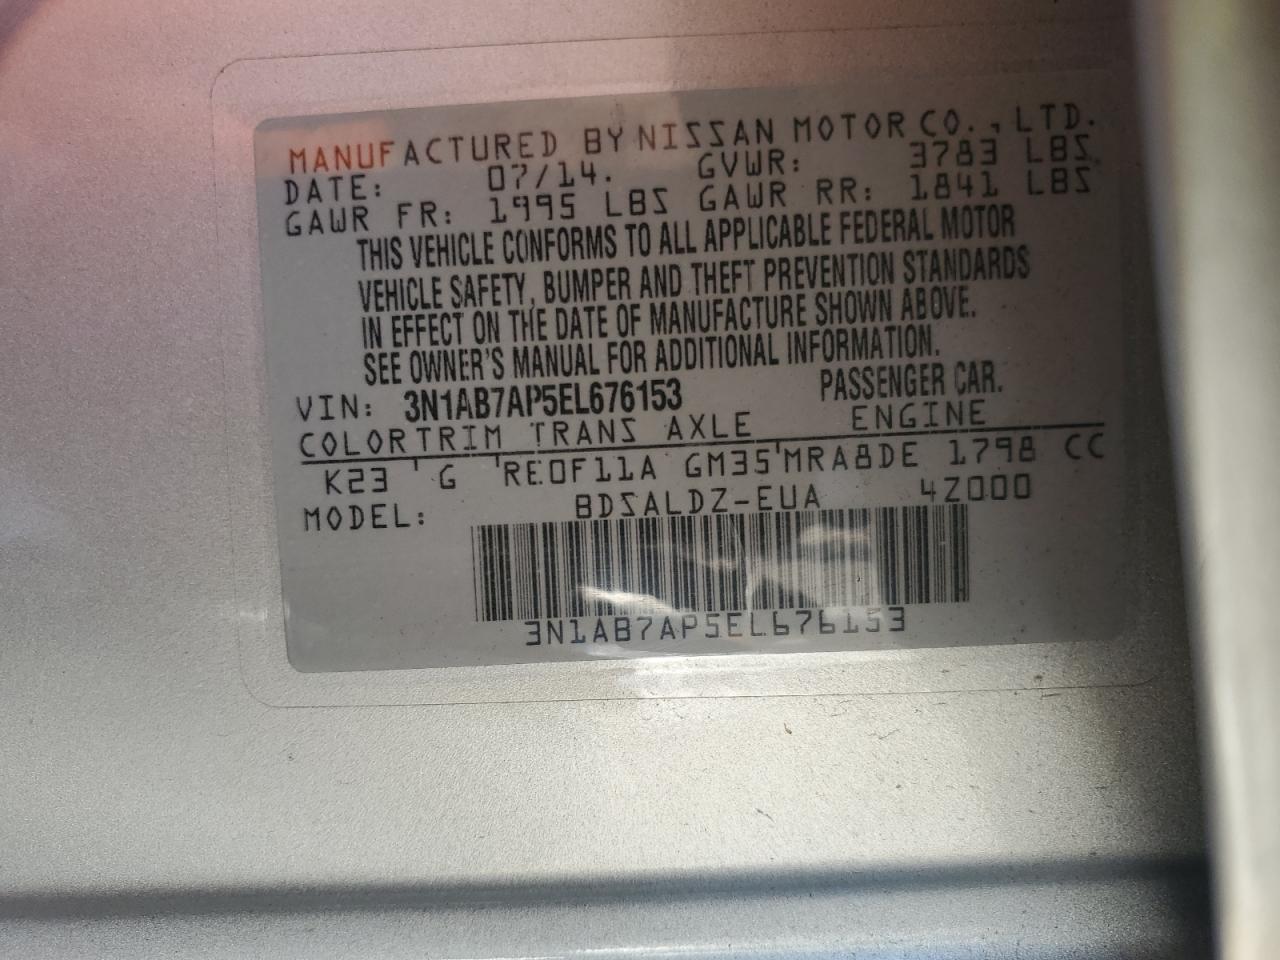 MANUFACTURED BY NISSAN MOTOR CO., LTD.
DATE: 07/14. GVWR: 3783 LBS.
GAWR FR: 1995 LBS GAWR RR: 1841 LBS
THIS VEHICLE CONFORMS TO ALL APPLICABLE FEDERAL MOTOR
VEHICLE SAFETY, BUMPER AND THEFT PREVENTION STANDARDS
IN EFFECT ON THE DATE OF MANUFACTURE SHOWN ABOVE.
SEE OWNER'S MANUAL FOR ADDITIONAL INFORMATION.
VIN: 3N1AB7AP5EL676153 PASSENGER CAR.
COLORTRIM TRANS AXLE ENGINE
K23 ' G 'RE0F11A GM35'MRA8DE 1798 CC
MODEL: BDSALDZ-EUA 4Z000
3N1AB7AP5EL676153